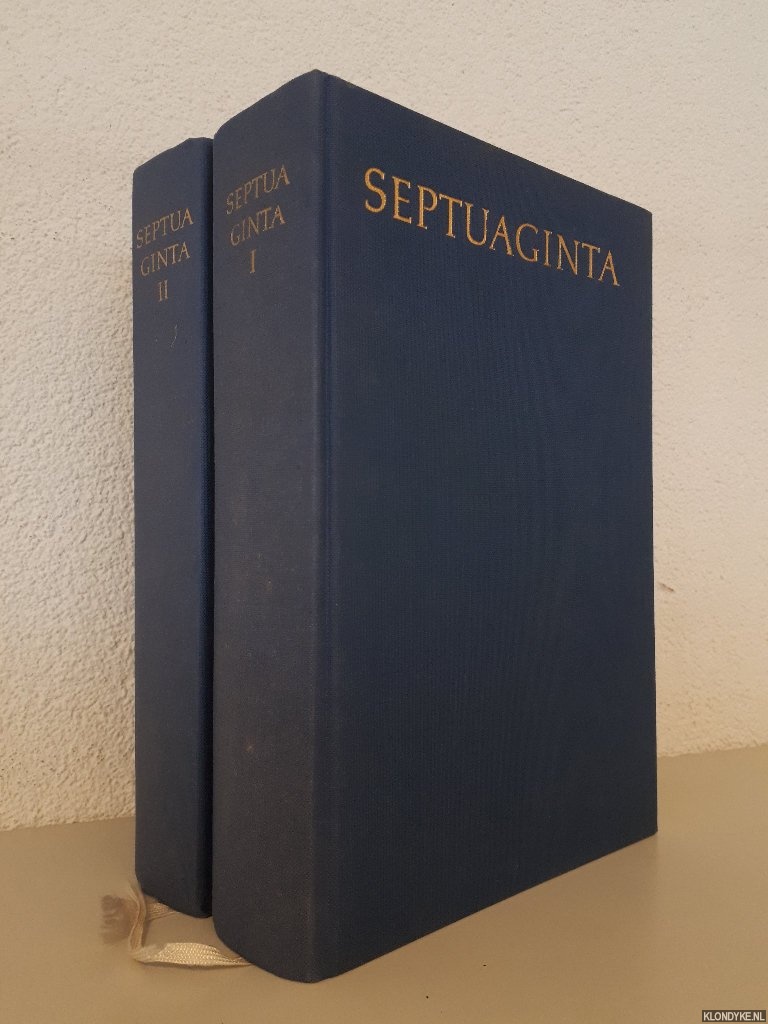 SEPTUA
GINTA
II
SEPTUA
GINTA
I
SEPTUAGINTA
KLONDYKE.NL